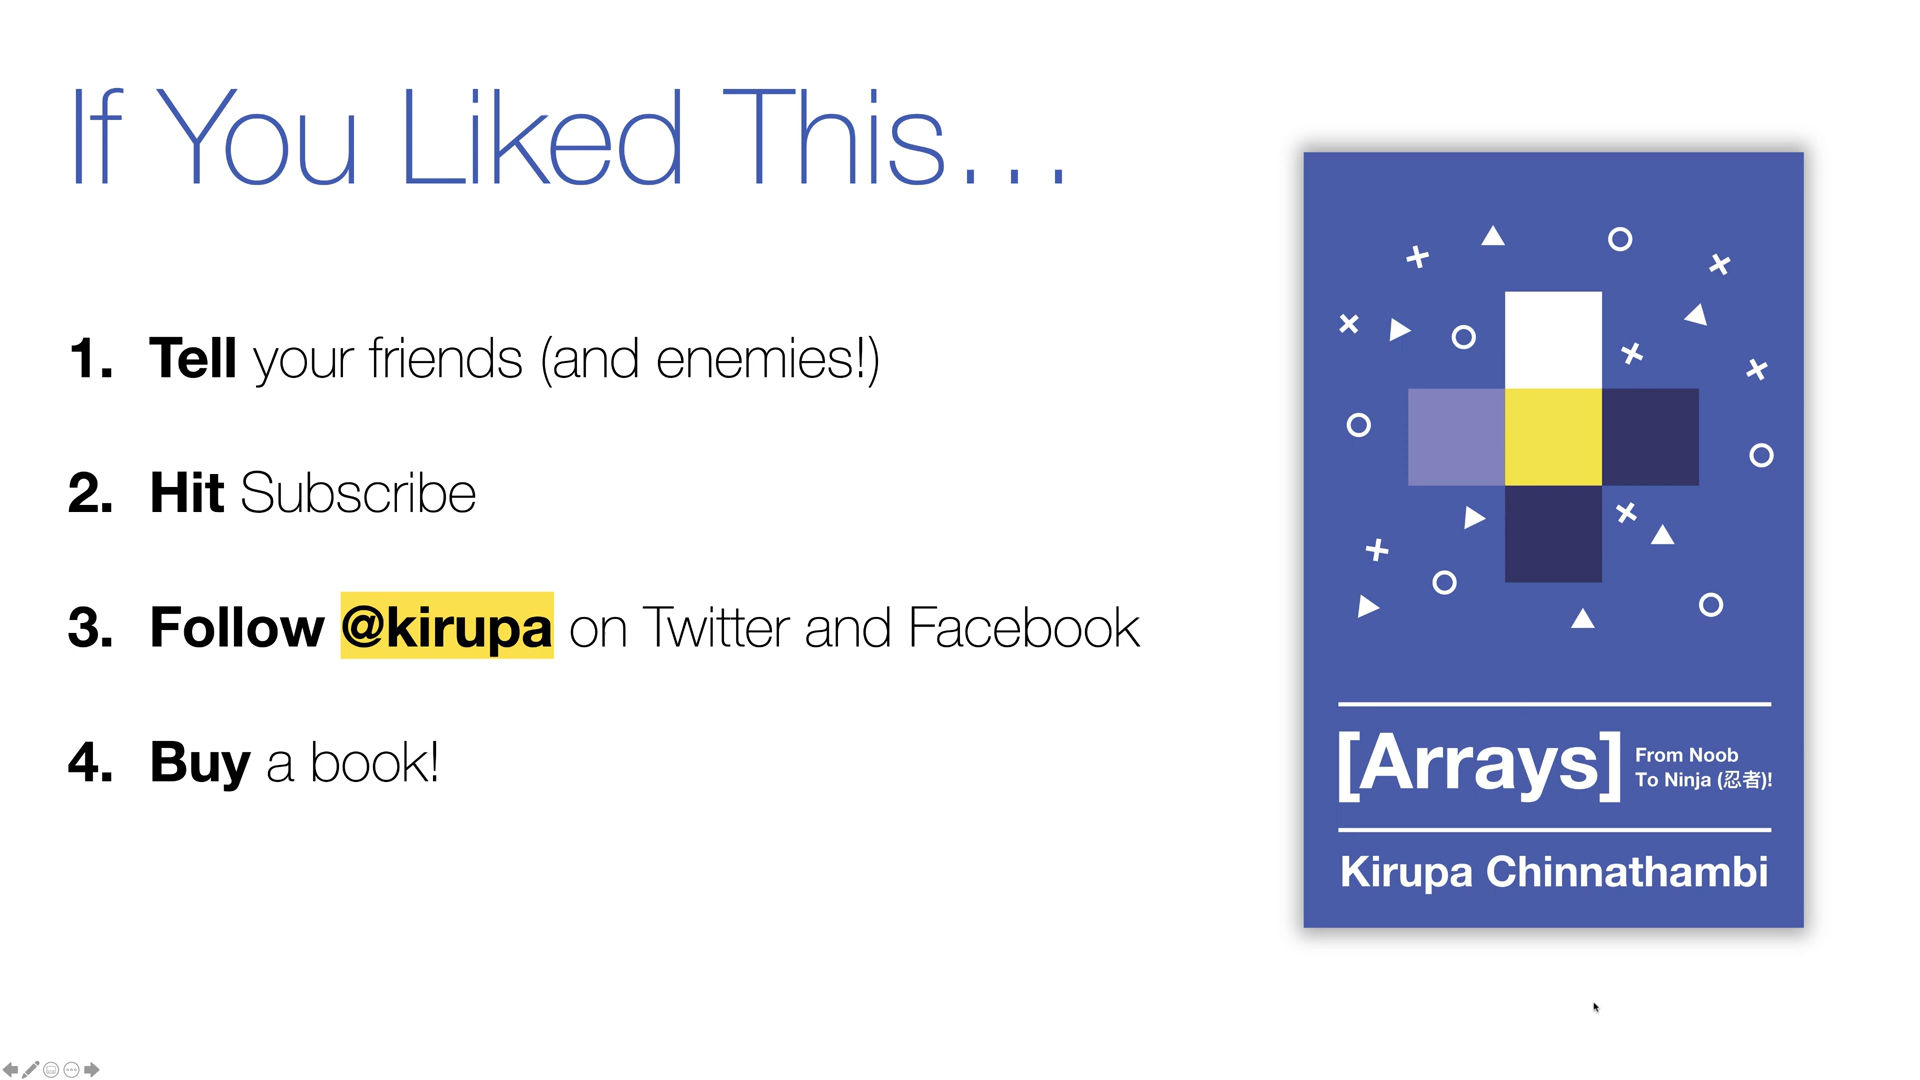 If You Liked This...
1. Tell your friends (and enemies!)
2. Hit Subscribe
3. Follow @kirupa on Twitter and Facebook
4. Buy a book!
[Arrays]
From Noob
To Ninja (忍者)!
Kirupa Chinnathambi